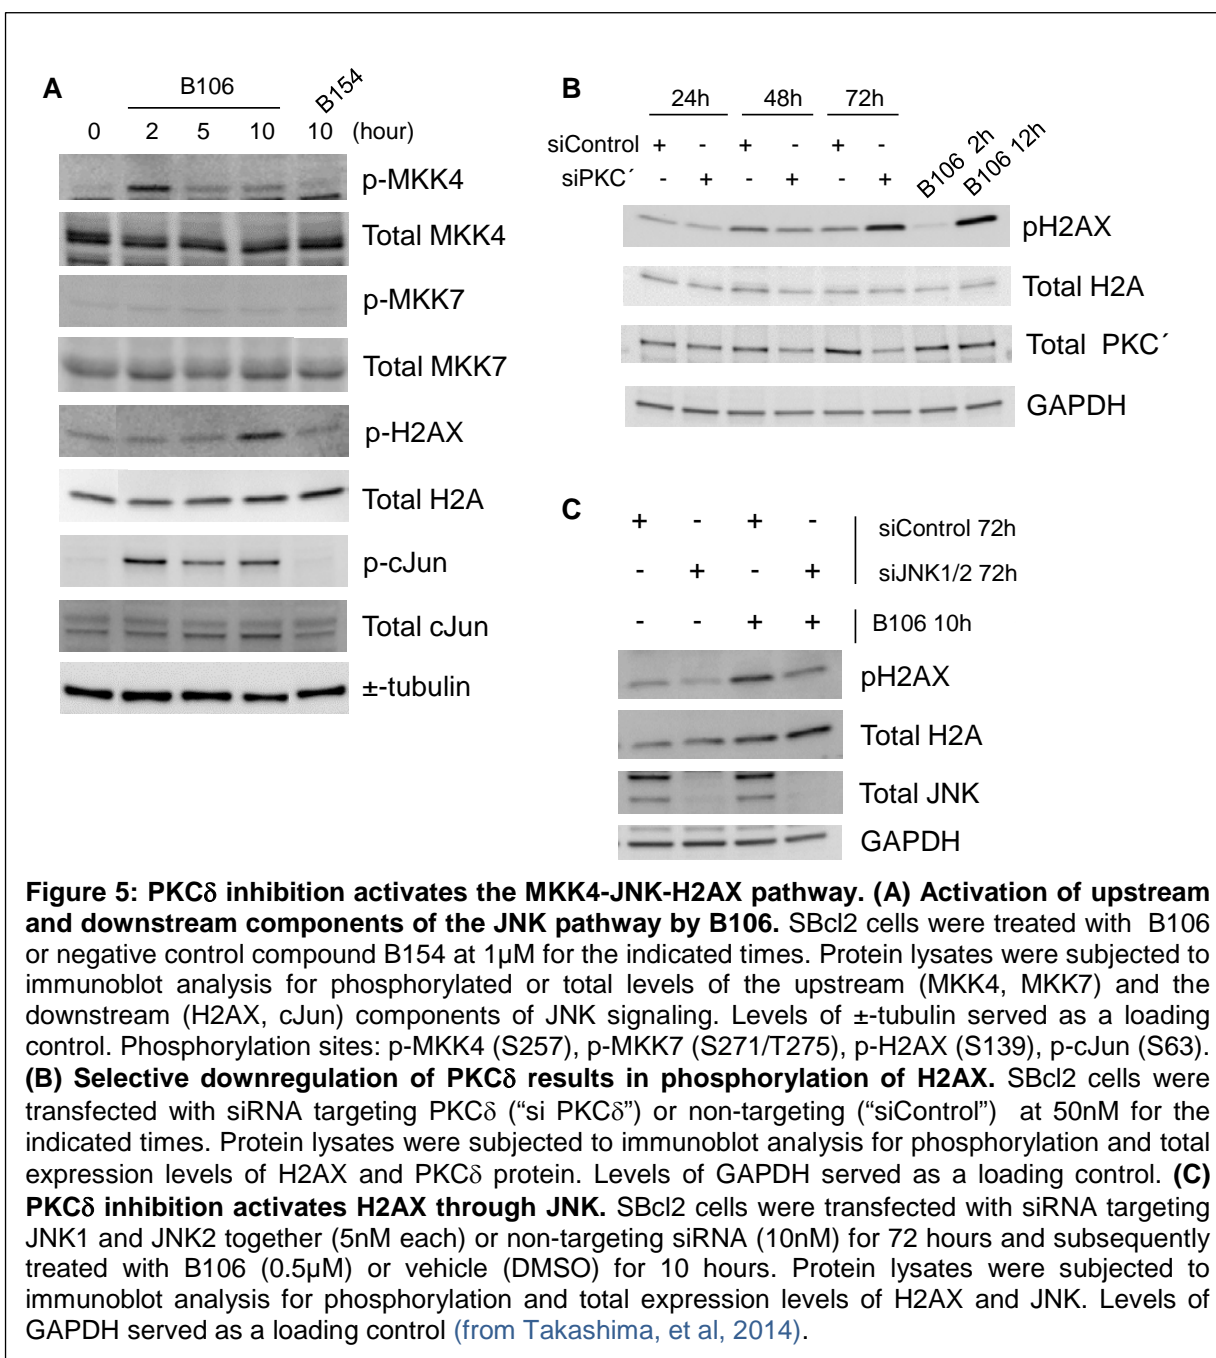 A
B106
B154
0 2 5 10 10 (hour)
p-MKK4
Total MKK4
p-MKK7
Total MKK7
p-H2AX
Total H2A
p-cJun
Total cJun
±-tubulin
B
24h 48h 72h
siControl + - + - + -
siPKC´ - + - + - +
B106 2h
B106 12h
pH2AX
Total H2A
Total PKC´
GAPDH
C
+ - + - siControl 72h
- + - + siJNK1/2 72h
- - + + B106 10h
pH2AX
Total H2A
Total JNK
GAPDH
Figure 5: PKCδ inhibition activates the MKK4-JNK-H2AX pathway. (A) Activation of upstream
and downstream components of the JNK pathway by B106. SBcl2 cells were treated with B106
or negative control compound B154 at 1µM for the indicated times. Protein lysates were subjected to
immunoblot analysis for phosphorylated or total levels of the upstream (MKK4, MKK7) and the
downstream (H2AX, cJun) components of JNK signaling. Levels of ±-tubulin served as a loading
control. Phosphorylation sites: p-MKK4 (S257), p-MKK7 (S271/T275), p-H2AX (S139), p-cJun (S63).
(B) Selective downregulation of PKCδ results in phosphorylation of H2AX. SBcl2 cells were
transfected with siRNA targeting PKCδ (“si PKCδ”) or non-targeting (“siControl”) at 50nM for the
indicated times. Protein lysates were subjected to immunoblot analysis for phosphorylation and total
expression levels of H2AX and PKCδ protein. Levels of GAPDH served as a loading control. (C)
PKCδ inhibition activates H2AX through JNK. SBcl2 cells were transfected with siRNA targeting
JNK1 and JNK2 together (5nM each) or non-targeting siRNA (10nM) for 72 hours and subsequently
treated with B106 (0.5µM) or vehicle (DMSO) for 10 hours. Protein lysates were subjected to
immunoblot analysis for phosphorylation and total expression levels of H2AX and JNK. Levels of
GAPDH served as a loading control (from Takashima, et al, 2014).